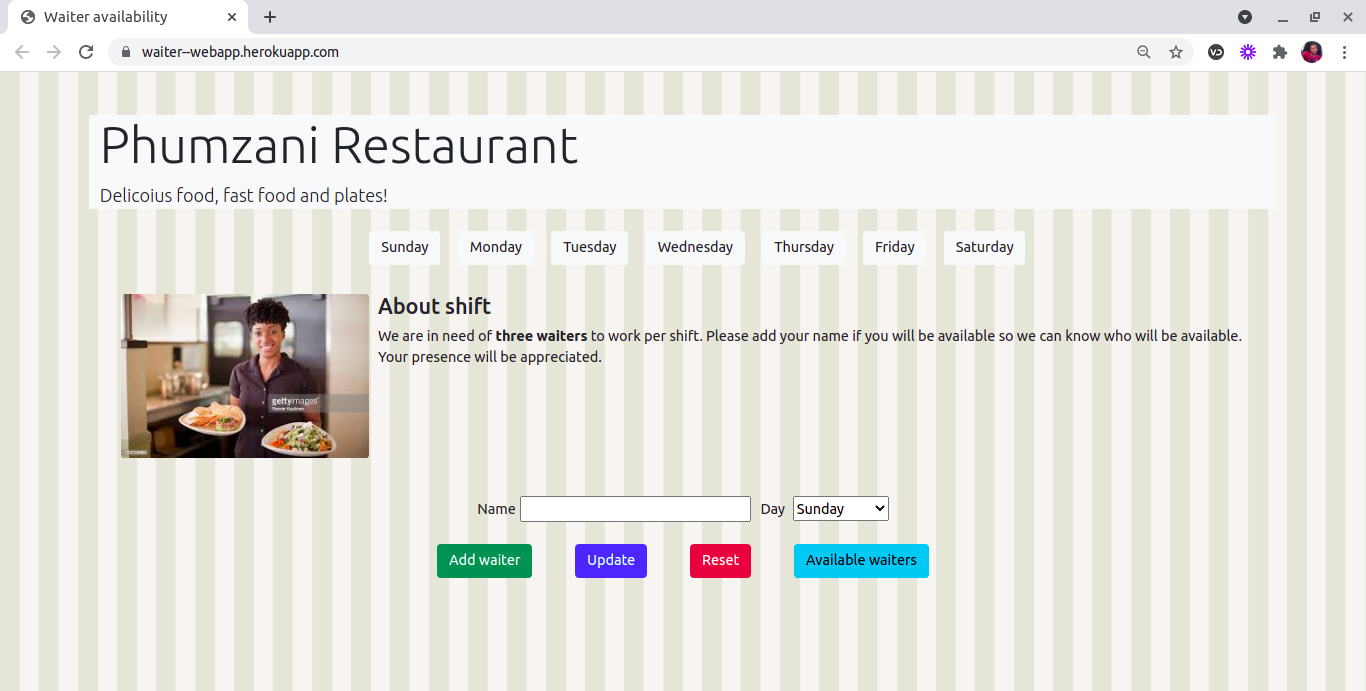 Waiter availability
waiter--webapp.herokuapp.com
Phumzani Restaurant
Delicoius food, fast food and plates!
Sunday Monday Tuesday Wednesday Thursday Friday Saturday
About shift
We are in need of three waiters to work per shift. Please add your name if you will be available so we can know who will be available.
Your presence will be appreciated.
gettyimages
Name Day Sunday
Add waiter Update Reset Available waiters